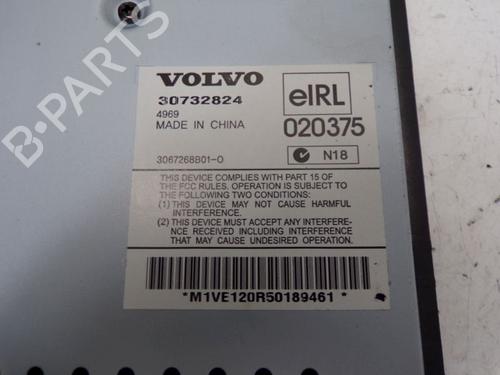 B-PARTS
VOLVO
30732824
4969
MADE IN CHINA
3067268B01-0
eIRL
020375
N18
THIS DEVICE COMPLIES WITH PART 15 OF
THE FCC RULES. OPERATION IS SUBJECT TO
THE FOLLOWING TWO CONDITIONS:
(1) THIS DEVICE MAY NOT CAUSE HARMFUL
INTERFERENCE, AND
(2) THIS DEVICE MUST ACCEPT ANY INTERFERE-
NCE RECEIVED INCLUDING INTERFERENCE
THAT MAY CAUSE UNDESIRED OPERATION.
*M1VE120R50189461*